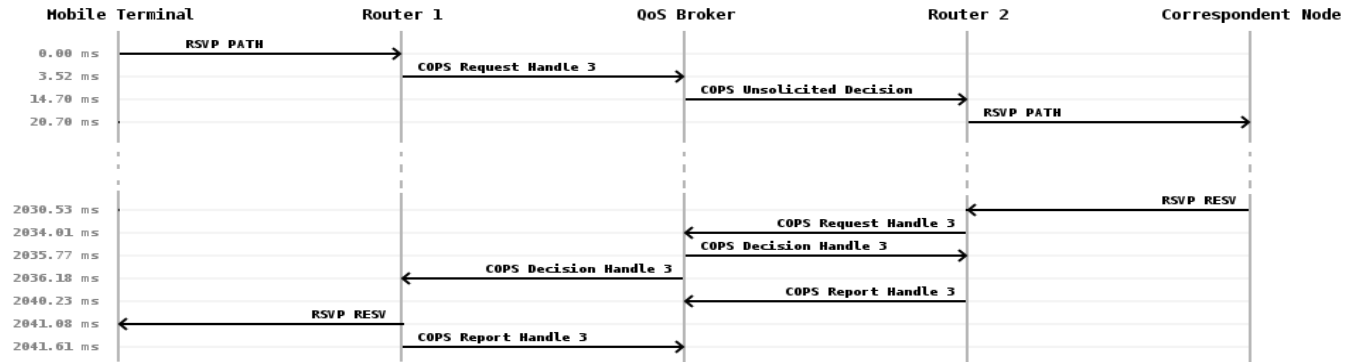 Mobile Terminal Router 1 QoS Broker Router 2 Correspondent Node
RSVP PATH
0.00 ms
COPS Request Handle 3
3.52 ms
COPS Unsolicited Decision
14.70 ms
RSVP PATH
20.70 ms
RSVP RESV
2030.53 ms
COPS Request Handle 3
2034.01 ms
COPS Decision Handle 3
2035.77 ms
COPS Decision Handle 3
2036.18 ms
COPS Report Handle 3
2040.23 ms
RSVP RESV
2041.08 ms
COPS Report Handle 3
2041.61 ms